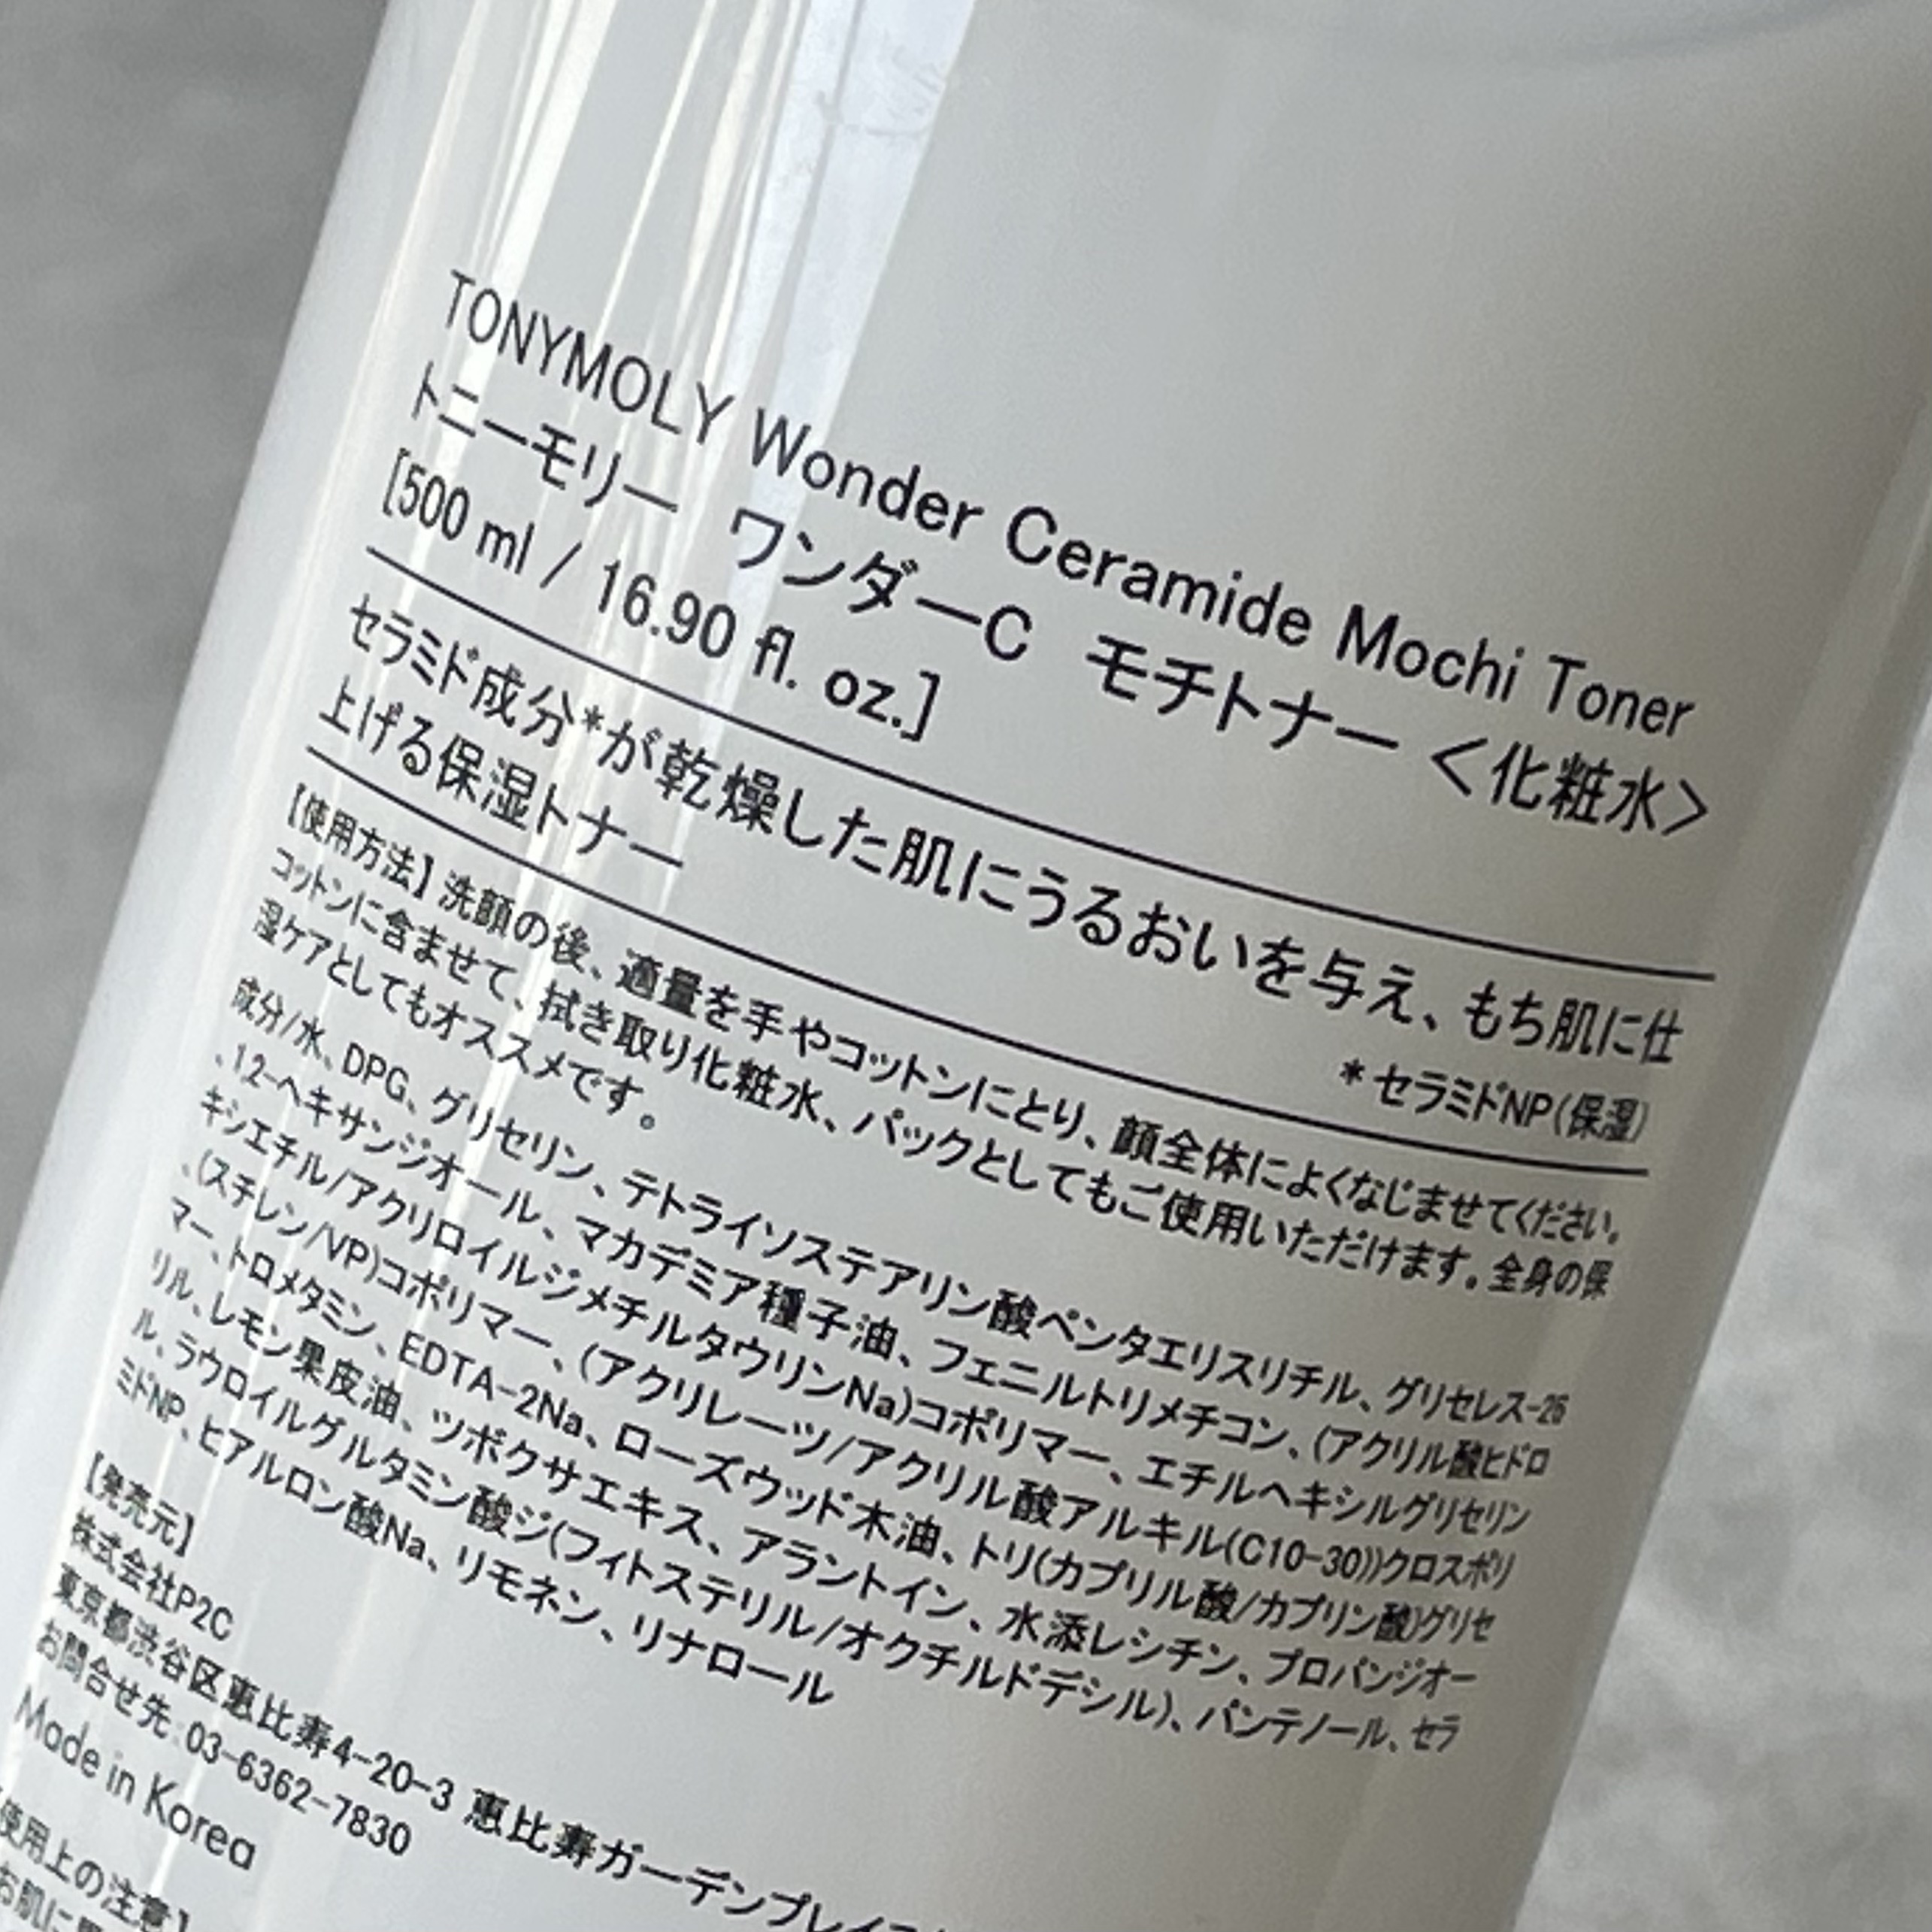 TONYMOLY Wonder Ceramide Mochi Toner
トニーモリー ワンダーC モチトナー <化粧水>
[500 ml / 16.90 fl. oz.]
セラミド成分*が乾燥した肌にうるおいを与え、もち肌に仕
上げる保湿トナー
*セラミドNP(保湿)
【使用方法】洗顔の後、適量を手やコットンにとり、顔全体によくなじませてください。
コットンに含ませて、拭き取り化粧水、パックとしてもご使用いただけます。全身の保
湿ケアとしてもオススメです。
成分/水、DPG、グリセリン、テトライソステアリン酸ペンタエリスリチル、グリセレス-26
、1,2-ヘキサンジオール、マカデミア種子油、フェニルトリメチコン、(アクリル酸ヒドロ
キシエチル/アクリロイルジメチルタウリンNa)コポリマー、エチルヘキシルグリセリン
、(スチレン/VP)コポリマー、(アクリレーツ/アクリル酸アルキル(C10-30))クロスポリ
マー、トロメタミン、EDTA-2Na、ローズウッド木油、トリ(カプリル酸/カプリン酸)グリセ
リル、レモン果皮油、ツボクサエキス、アラントイン、水添レシチン、プロパンジオー
ル、ラウロイルグルタミン酸ジ(フィトステリル/オクチルドデシル)、パンテノール、セラ
ミドNP、ヒアルロン酸Na、リモネン、リナロール
【発売元】
株式会社P2C
東京都渋谷区恵比寿4-20-3 恵比寿ガーデンプレイス
お問合せ先:03-6362-7830
Made in Korea
使用上の注意】
お肌に